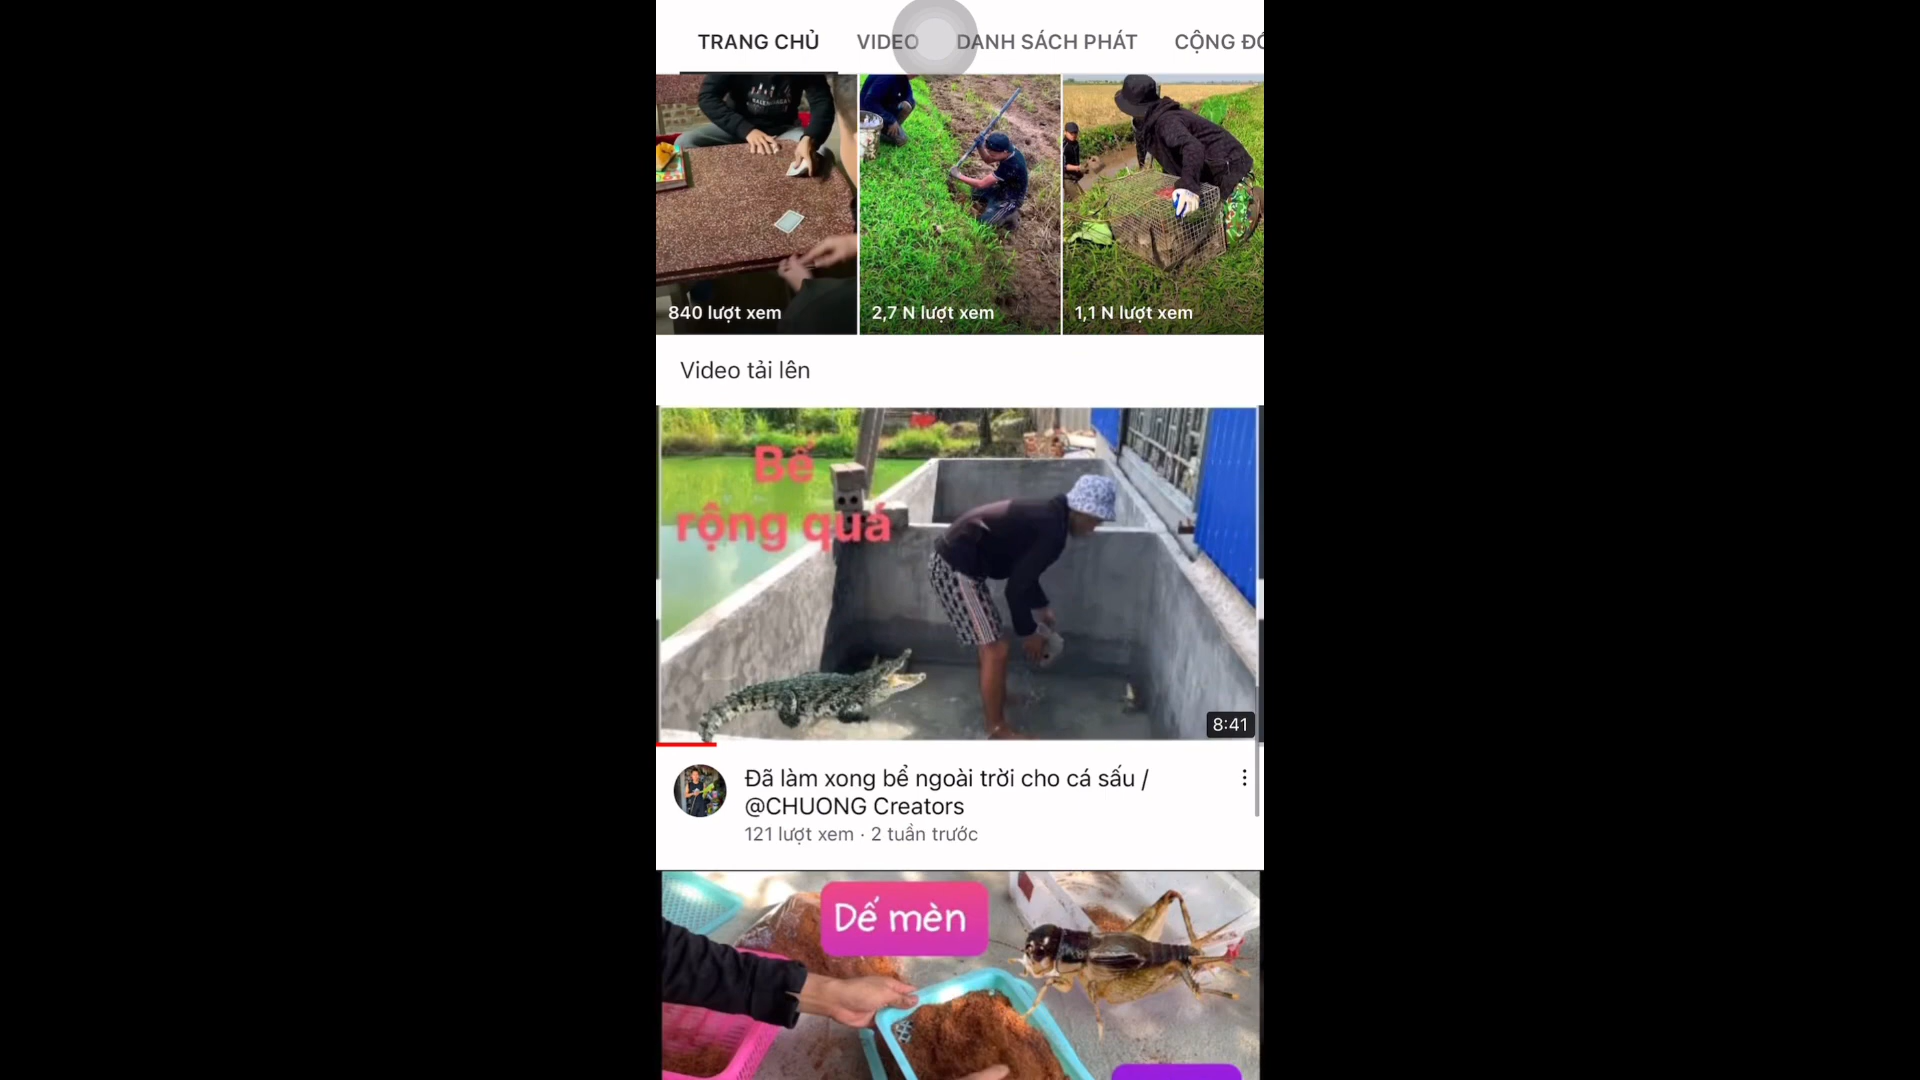 TRANG CHỦ
VIDEO
DANH SÁCH PHÁT
CỘNG
840 lượt xem
2,7 N lượt xem
1,1 N lượt xem
Video tải lên
Bể
rộng quá
8:41
Đã làm xong bể ngoài trời cho cá sấu /
@CHUONG Creators
121 lượt xem · 2 tuần trước
Dế mèn